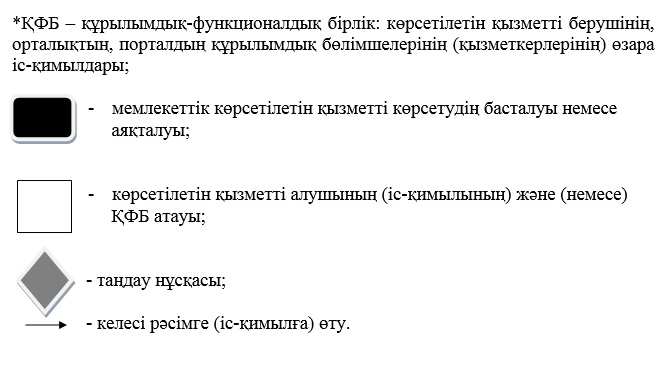 *ҚФБ – құрылымдық-функционалдық бірлік: көрсетілетін қызметті берушінің,
орталықтың, порталдың құрылымдық бөлімшелерінің (қызметкерлерінің) өзара
іс-қимылдары;
- мемлекеттік көрсетілетін қызметті көрсетудің басталуы немесе
аяқталуы;
- көрсетілетін қызметті алушының (іс-қимылының) және (немесе)
ҚФБ атауы;
- таңдау нұсқасы;
- келесі рәсімге (іс-қимылға) өту.